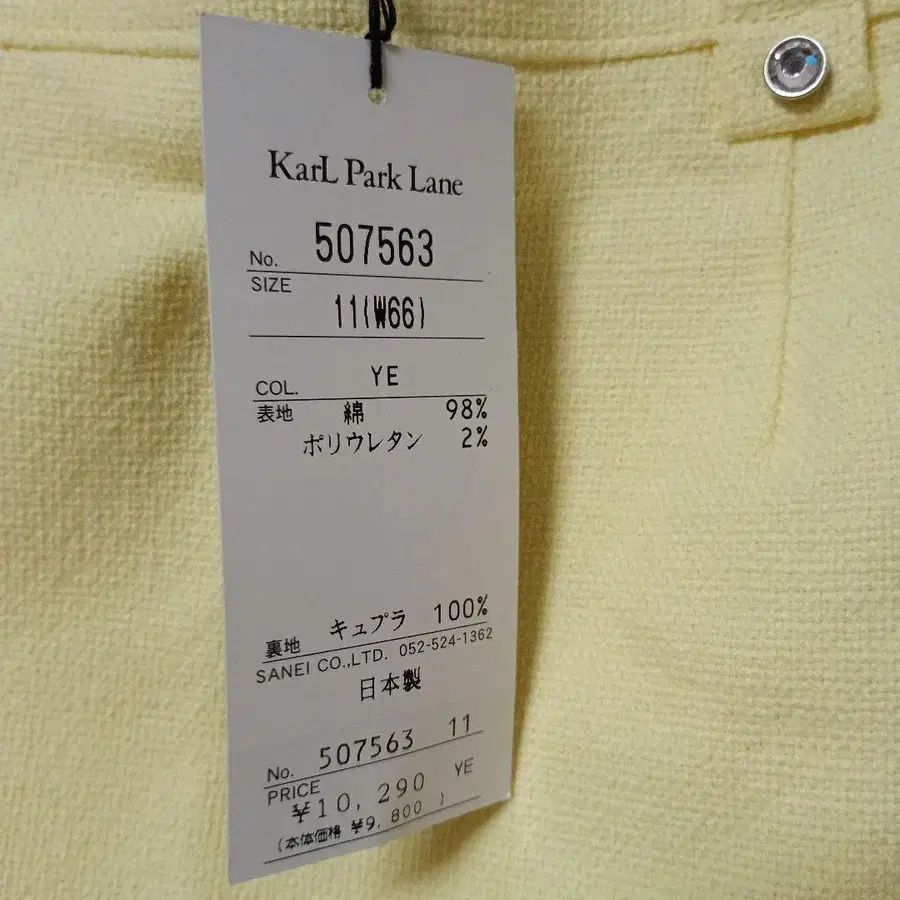 KarL Park Lane
No. 507563
SIZE
11(W66)
COL. YE
表地 綿 98%
ポリウレタン 2%
裏地 キュプラ 100%
SANEI CO.,LTD. 052-524-1362
日本製
No. 507563 11
PRICE YE
¥10,290
(本体価格 ¥9,800 )